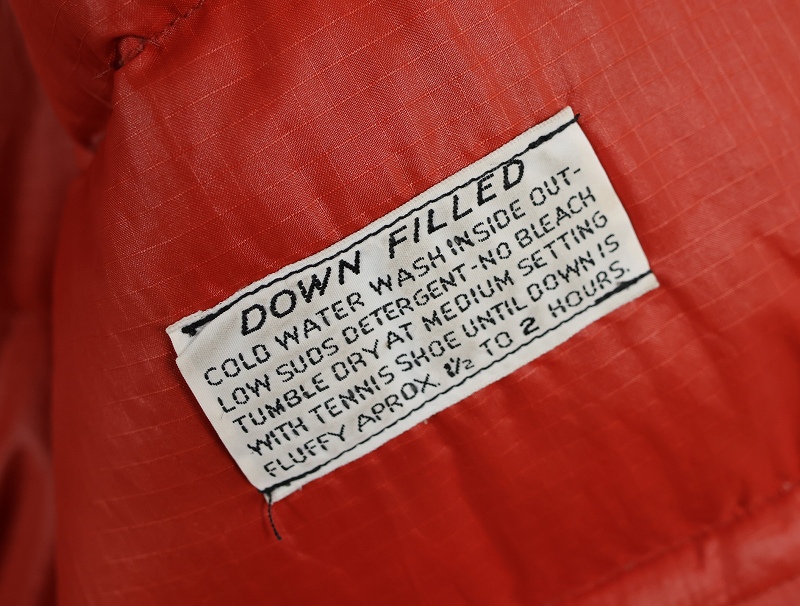 DOWN FILLED
COLD WATER WASH INSIDE OUT-
LOW SUDS DETERGENT-NO BLEACH
TUMBLE DRY AT MEDIUM SETTING
WITH TENNIS SHOE UNTIL DOWN IS
FLUFFY APROX. 1/2 TO 2 HOURS.